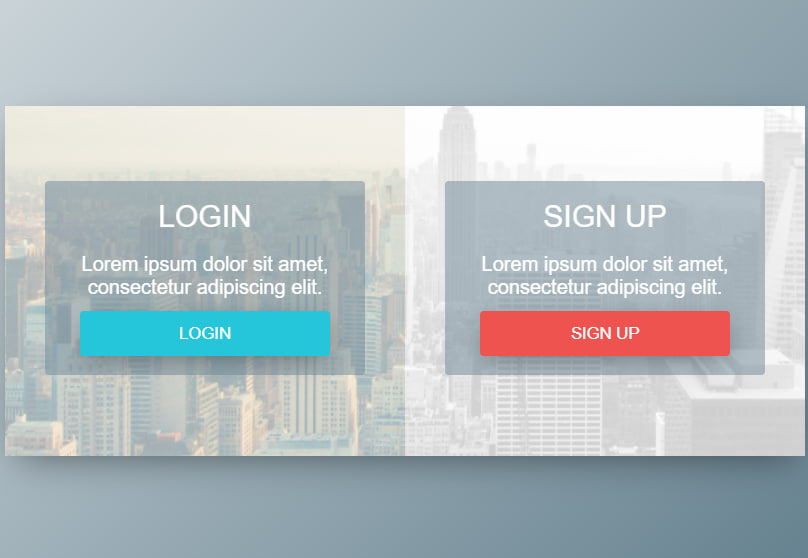 LOGIN
Lorem ipsum dolor sit amet,
consectetur adipiscing elit.
LOGIN
SIGN UP
Lorem ipsum dolor sit amet,
consectetur adipiscing elit.
SIGN UP